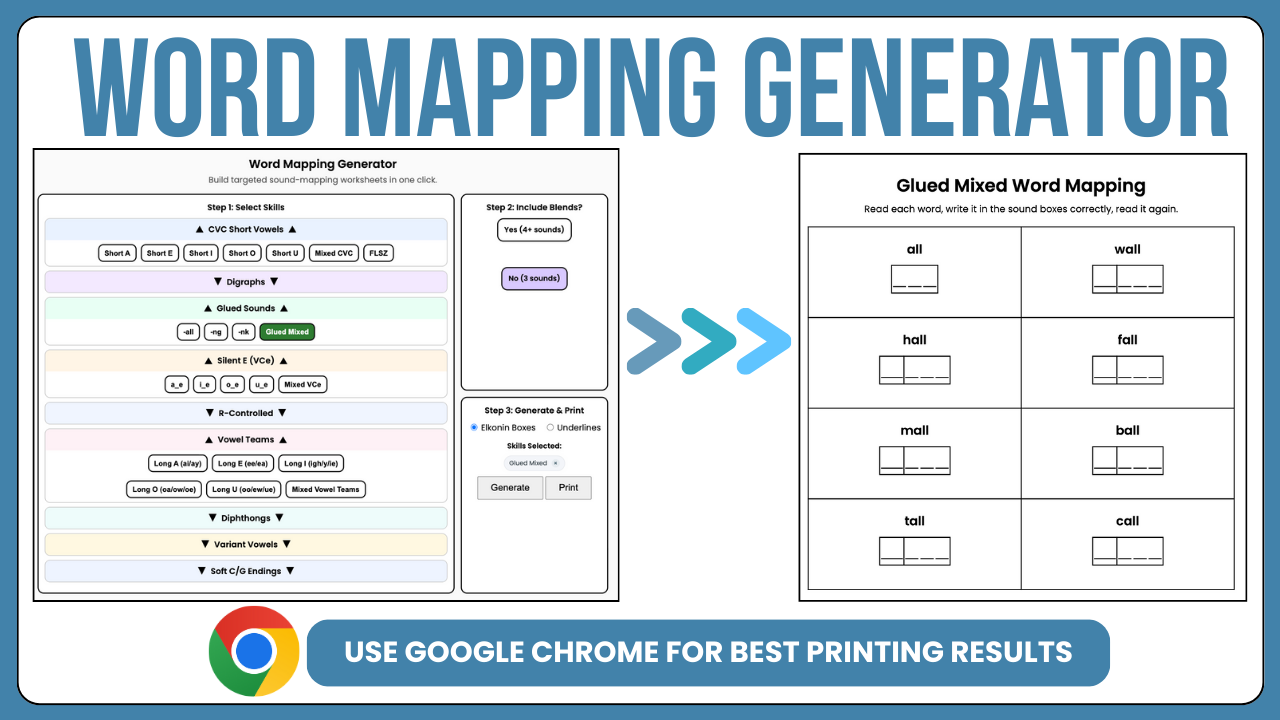 WORD MAPPING GENERATOR
Word Mapping Generator
Build targeted sound-mapping worksheets in one click.
Step 1: Select Skills
▲ CVC Short Vowels ▲
Short A Short E Short I Short O Short U Mixed CVC FLSZ
▼ Digraphs ▼
▲ Glued Sounds ▲
-all -ng -nk Glued Mixed
▲ Silent E (VCe) ▲
a_e i_e o_e u_e Mixed VCe
▼ R-Controlled ▼
▲ Vowel Teams ▲
Long A (ai/ay) Long E (ee/ea) Long I (igh/y/ie)
Long O (oa/ow/oe) Long U (oo/ew/ue) Mixed Vowel Teams
▼ Diphthongs ▼
▼ Variant Vowels ▼
▼ Soft C/G Endings ▼
Step 2: Include Blends?
Yes (4+ sounds)
No (3 sounds)
Step 3: Generate & Print
Elkonin Boxes Underlines
Skills Selected:
Glued Mixed ×
Generate Print
Glued Mixed Word Mapping
Read each word, write it in the sound boxes correctly, read it again.
all wall
hall fall
mall ball
tall call
USE GOOGLE CHROME FOR BEST PRINTING RESULTS